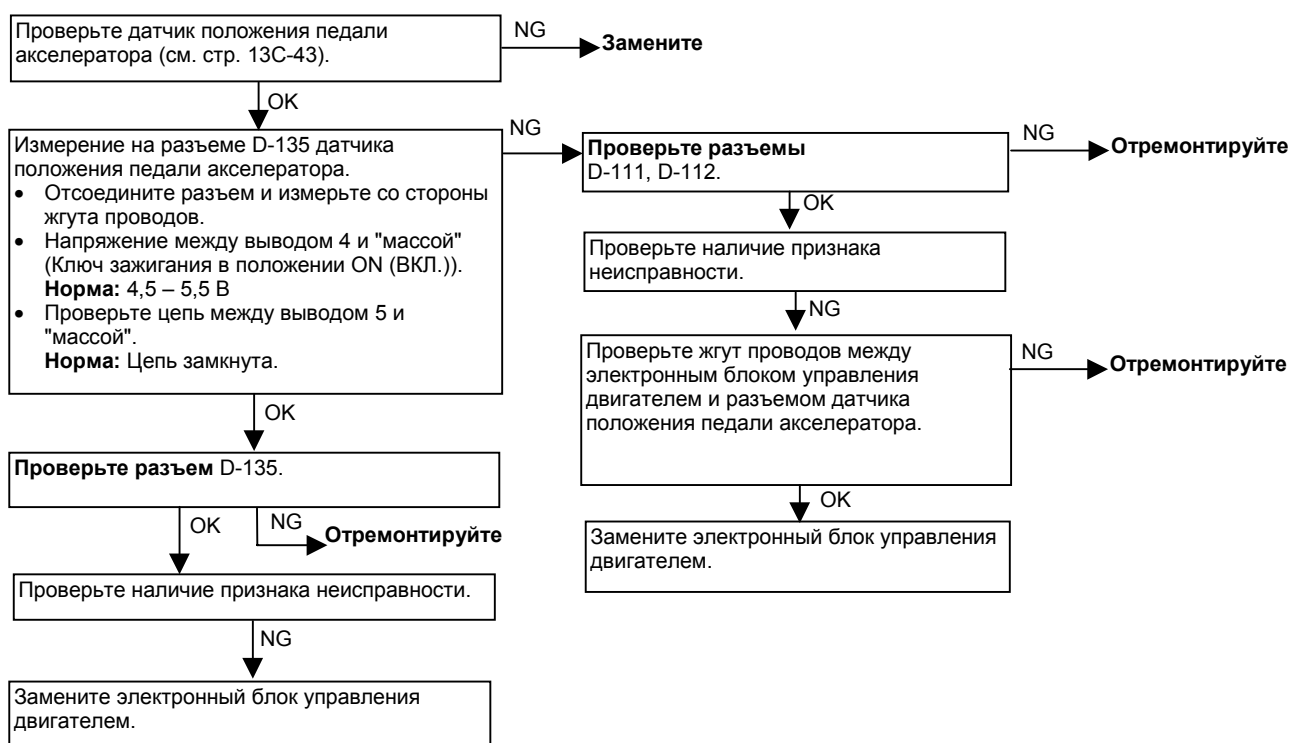 Проверьте датчик положения педали
акселератора (см. стр. 13С-43).
NG
Замените
OK
Измерение на разъеме D-135 датчика
положения педали акселератора.
• Отсоедините разъем и измерьте со стороны
жгута проводов.
• Напряжение между выводом 4 и "массой"
(Ключ зажигания в положении ON (ВКЛ.)).
Норма: 4,5 – 5,5 В
• Проверьте цепь между выводом 5 и
"массой".
Норма: Цепь замкнута.
NG
Проверьте разъемы
D-111, D-112.
NG
Отремонтируйте
OK
Проверьте наличие признака
неисправности.
NG
Проверьте жгут проводов между
электронным блоком управления
двигателем и разъемом датчика
положения педали акселератора.
NG
Отремонтируйте
OK
Замените электронный блок управления
двигателем.
OK
Проверьте разъем D-135.
OK
NG
Отремонтируйте
Проверьте наличие признака неисправности.
NG
Замените электронный блок управления
двигателем.